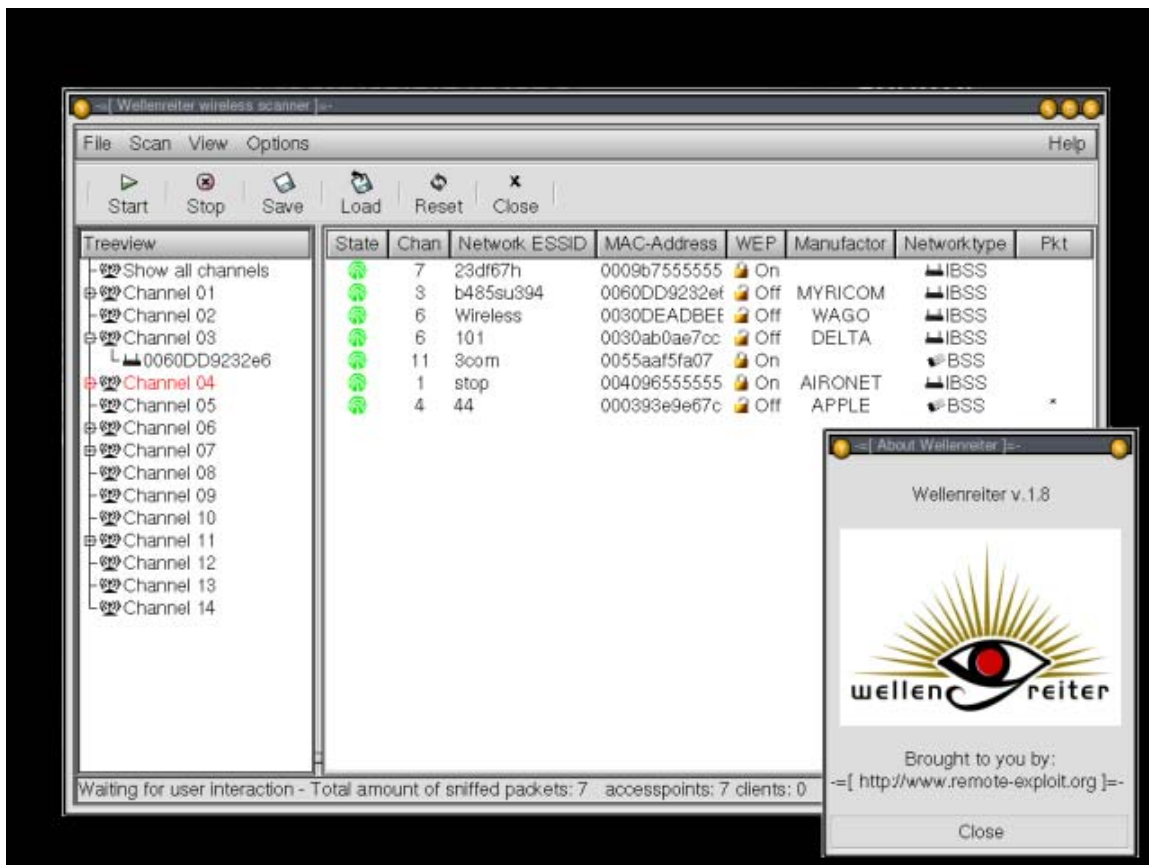 -=[ Wellenreiter wireless scanner ]=-
File Scan View Options Help
Start Stop Save Load Reset Close
Treeview
Show all channels
Channel 01
Channel 02
Channel 03
0060DD9232e6
Channel 04
Channel 05
Channel 06
Channel 07
Channel 08
Channel 09
Channel 10
Channel 11
Channel 12
Channel 13
Channel 14
State Chan Network ESSID MAC-Address WEP Manufactor Networktype Pkt
7 23df67h 0009b7555555 On IBSS
3 b485su394 0060DD9232e6 Off MYRICOM IBSS
6 Wireless 0030DEADBEE Off WAGO IBSS
6 101 0030ab0ae7cc Off DELTA IBSS
11 3com 0055aaf5fa07 On BSS
1 stop 004096555555 On AIRONET IBSS
4 44 000393e9e67c Off APPLE BSS *
Waiting for user interaction - Total amount of sniffed packets: 7 accesspoints: 7 clients: 0
-=[ About Wellenreiter ]=-
Wellenreiter v.1.8
wellenreiter
Brought to you by:
-=[ http://www.remote-exploit.org ]=-
Close